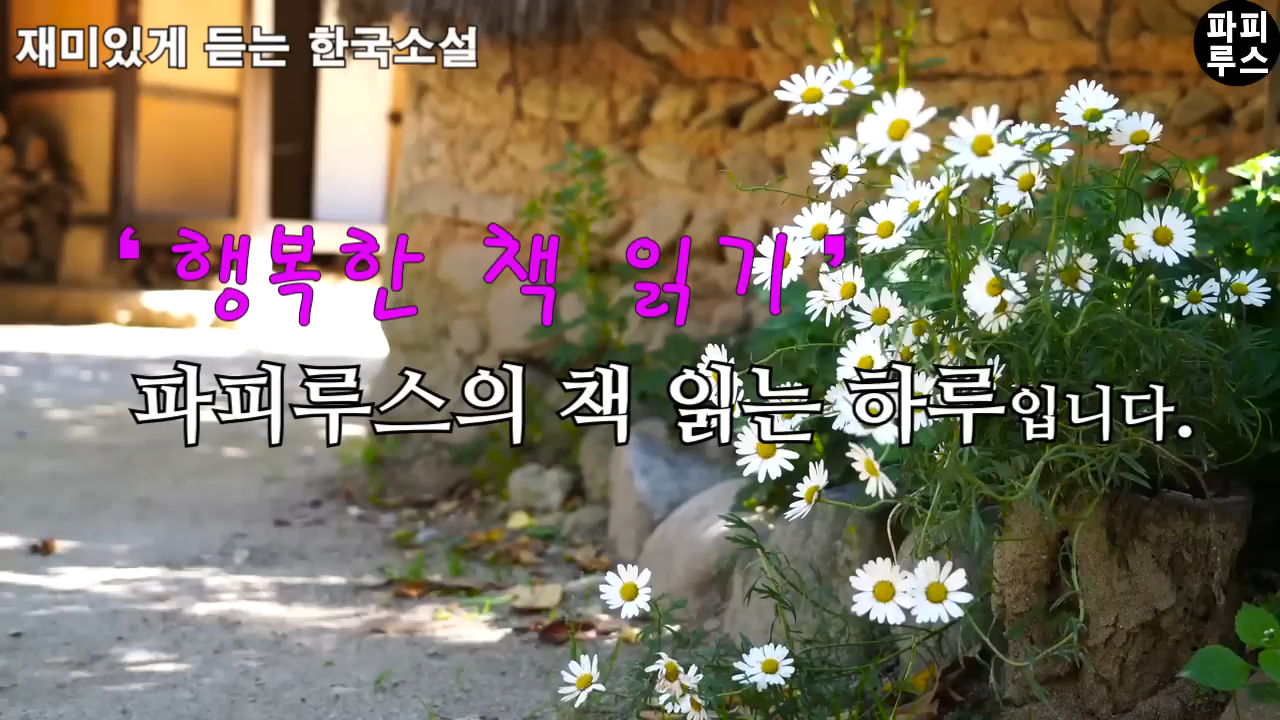 재미있게 듣는 한국소설
파피
루스
‘행복한 책 읽기’
파피루스의 책 읽는 하루입니다.